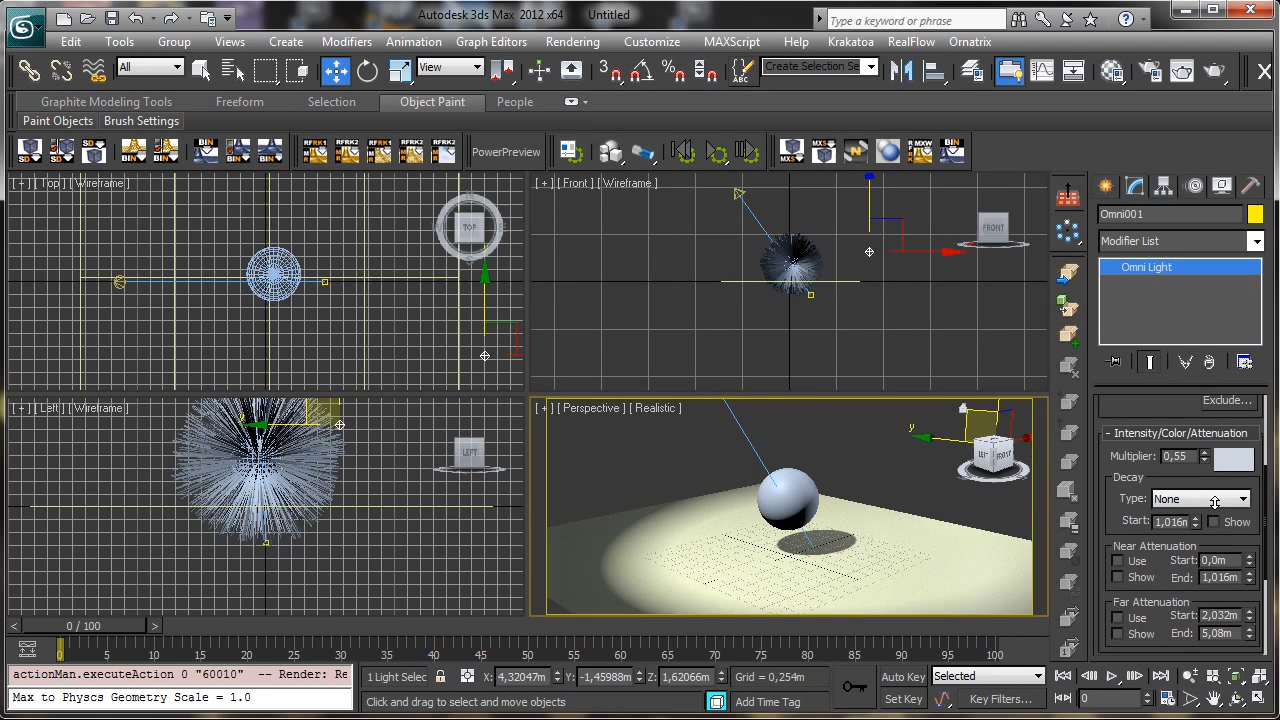 Autodesk 3ds Max 2012 x64 Untitled
Type a keyword or phrase
Edit Tools Group Views Create Modifiers Animation Graph Editors Rendering Customize MAXScript Help Krakatoa RealFlow Ornatrix
All View Create Selection Se
Graphite Modeling Tools Freeform Selection Object Paint People
Paint Objects Brush Settings
PowerPreview
[ + ] [ Top ] [ Wireframe ]
[ + ] [ Front ] [ Wireframe ]
TOP
FRONT
Omni001
Modifier List
Omni Light
[ + ] [ Left ] [ Wireframe ]
[ + ] [ Perspective ] [ Realistic ]
LEFT
Exclude...
- Intensity/Color/Attenuation
Multiplier: 0,55
Decay
Type: None
Start: 1,016m Show
Near Attenuation
Use Start: 0,0m
Show End: 1,016m
Far Attenuation
Use Start: 2,032m
Show End: 5,08m
< 0 / 100 >
0 5 10 15 20 25 30 35 40 45 50 55 60 65 70 75 80 85 90 95 100
actionMan.executeAction 0 "60010" -- Render: Re
Max to Physcs Geometry Scale = 1.0
1 Light Selec X: 4,32047m Y: -1,45988m Z: 1,62066m Grid = 0,254m
Click and drag to select and move objects Add Time Tag
Auto Key Selected
Set Key Key Filters... 0